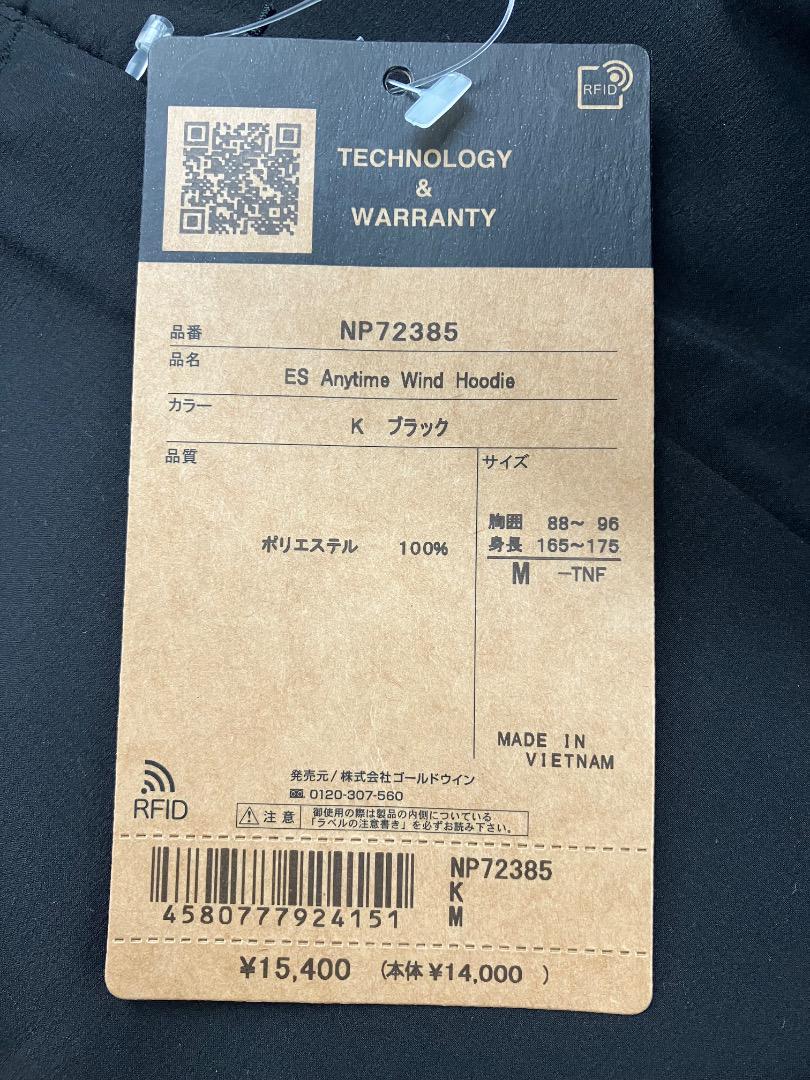 RFID
TECHNOLOGY
&
WARRANTY
品番 NP72385
品名
ES Anytime Wind Hoodie
カラー
K ブラック
品質
サイズ
胸囲 88～ 96
身長 165～175
M -TNF
ポリエステル 100%
MADE IN
VIETNAM
RFID
発売元/株式会社ゴールドウイン
0120-307-560
注意
御使用の際は製品の内側についている
「ラベルの注意書き」を必ずお読み下さい。
4580777924151
NP72385
K
M
¥15,400 (本体 ¥14,000 )